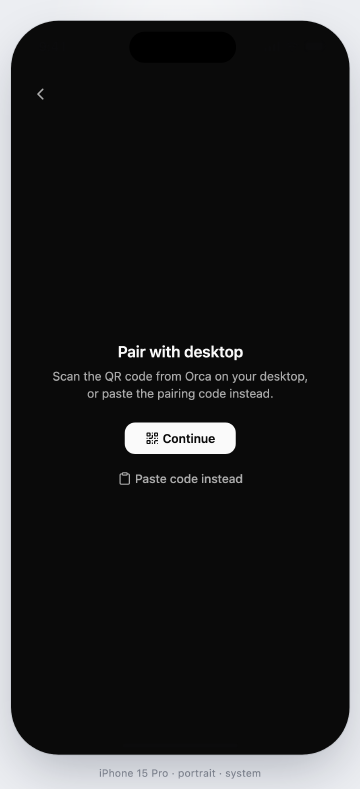 Pair with desktop
Scan the QR code from Orca on your desktop,
or paste the pairing code instead.
Continue
Paste code instead
iPhone 15 Pro · portrait · system